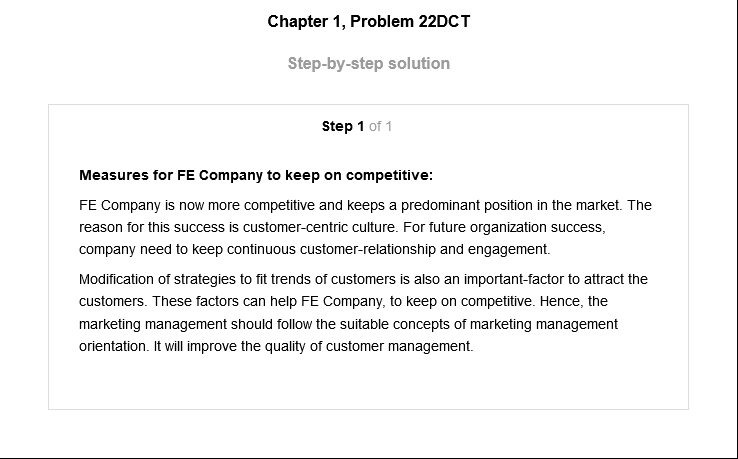 Chapter 1, Problem 22DCT
Step-by-step solution
Step 1 of 1
Measures for FE Company to keep on competitive:
FE Company is now more competitive and keeps a predominant position in the market. The
reason for this success is customer-centric culture. For future organization success,
company need to keep continuous customer-relationship and engagement.
Modification of strategies to fit trends of customers is also an important-factor to attract the
customers. These factors can help FE Company, to keep on competitive. Hence, the
marketing management should follow the suitable concepts of marketing management
orientation. It will improve the quality of customer management.